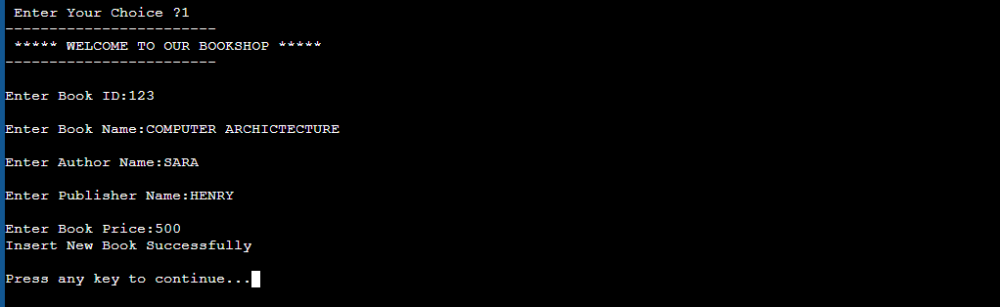 Enter Your Choice ?1
------------------------
***** WELCOME TO OUR BOOKSHOP *****
------------------------
Enter Book ID:123
Enter Book Name:COMPUTER ARCHICTECTURE
Enter Author Name:SARA
Enter Publisher Name:HENRY
Enter Book Price:500
Insert New Book Successfully
Press any key to continue...